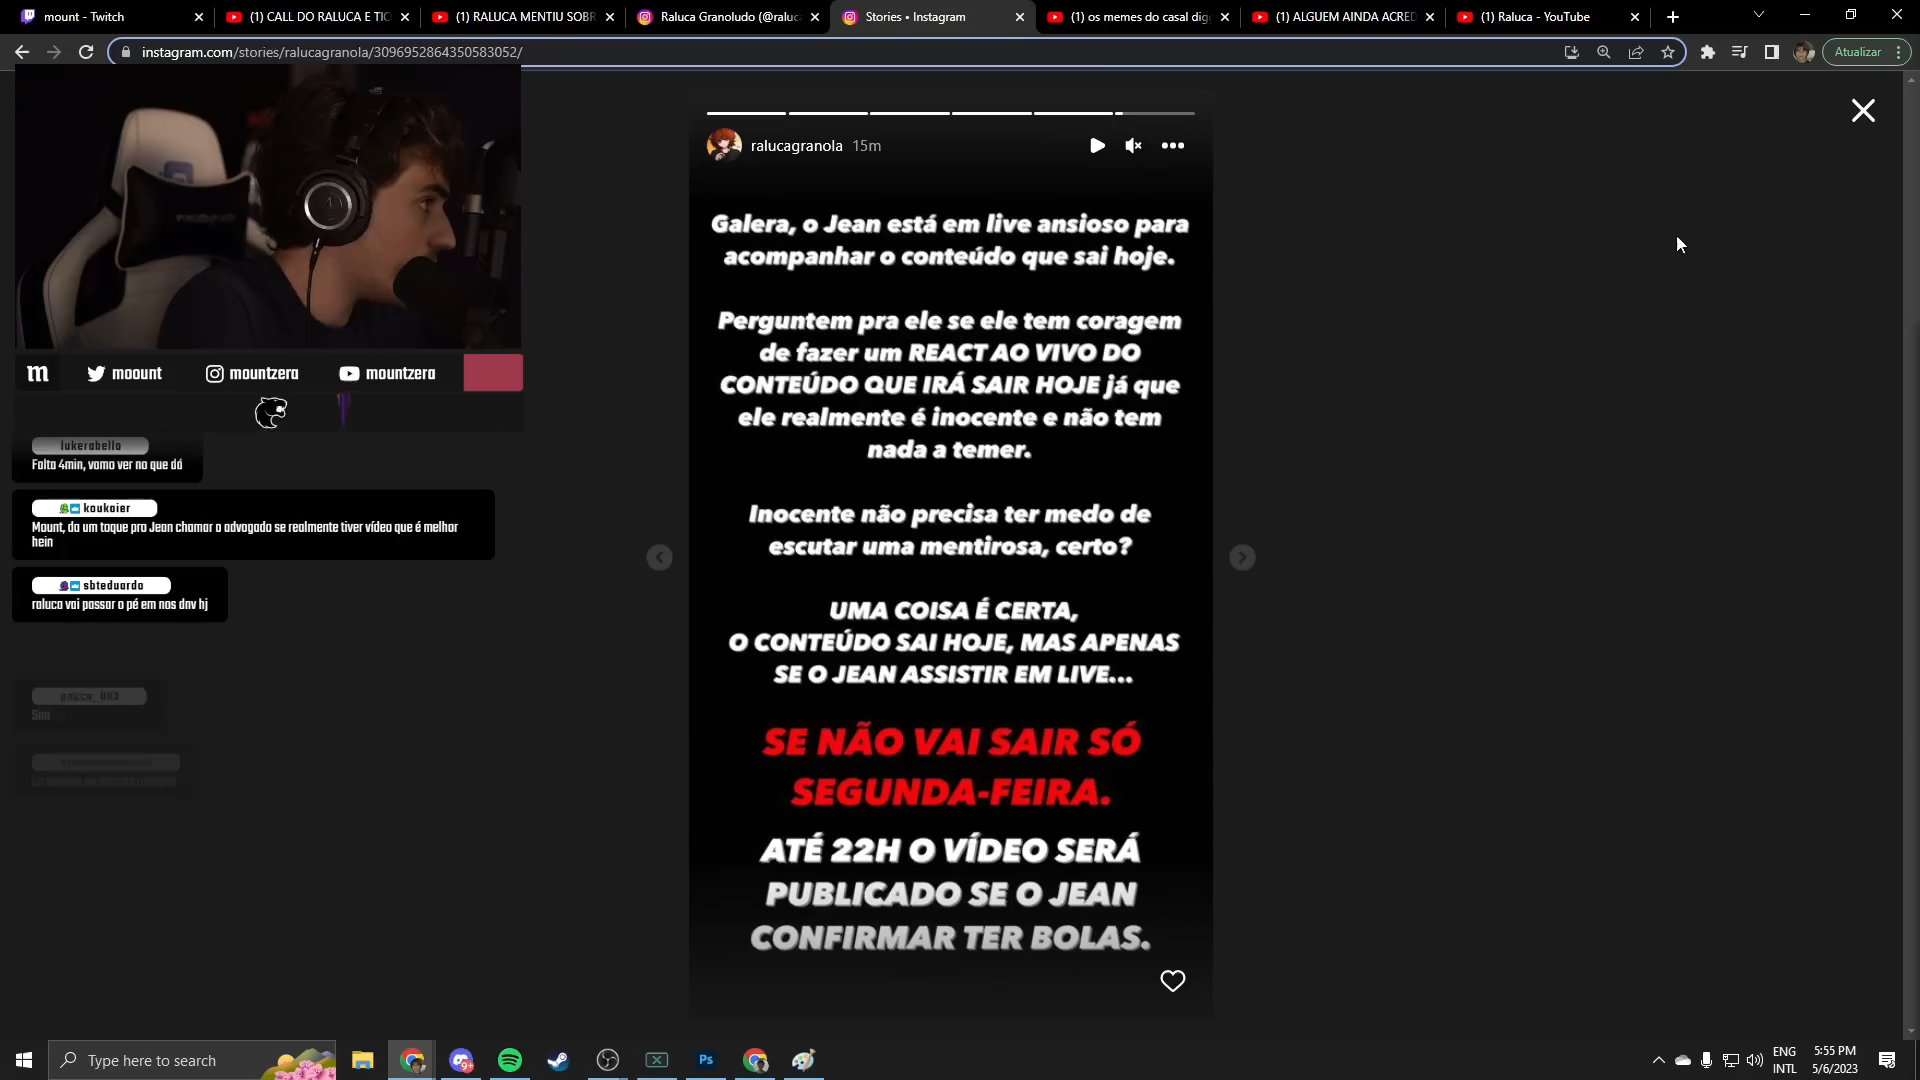 mount - Twitch
(1) CALL DO RALUCA E TIO
(1) RALUCA MENTIU SOBR
Raluca Granoludo (@raluc
Stories • Instagram
(1) os memes do casal dig
(1) ALGUEM AINDA ACRED
(1) Raluca - YouTube
instagram.com/stories/ralucagranola/3096952864350583052/
Atualizar
ralucagranola 15m
Galera, o Jean está em live ansioso para
acompanhar o conteúdo que sai hoje.
Perguntem pra ele se ele tem coragem
de fazer um REACT AO VIVO DO
CONTEÚDO QUE IRÁ SAIR HOJE já que
ele realmente é inocente e não tem
nada a temer.
Inocente não precisa ter medo de
escutar uma mentirosa, certo?
UMA COISA É CERTA,
O CONTEÚDO SAI HOJE, MAS APENAS
SE O JEAN ASSISTIR EM LIVE...
SE NÃO VAI SAIR SÓ
SEGUNDA-FEIRA.
ATÉ 22H O VÍDEO SERÁ
PUBLICADO SE O JEAN
CONFIRMAR TER BOLAS.
m
moount
mountzera
mountzera
lukerabello
Falta 4min, vamo ver no que dá
koukaier
Mount, da um toque pro Jean chamar o advogado se realmente tiver vídeo que é melhor
hein
sbteduardo
raluca vai passar o pé em nos dnv hj
Sim
Type here to search
9+
Ps
ENG
INTL
5:55 PM
5/6/2023